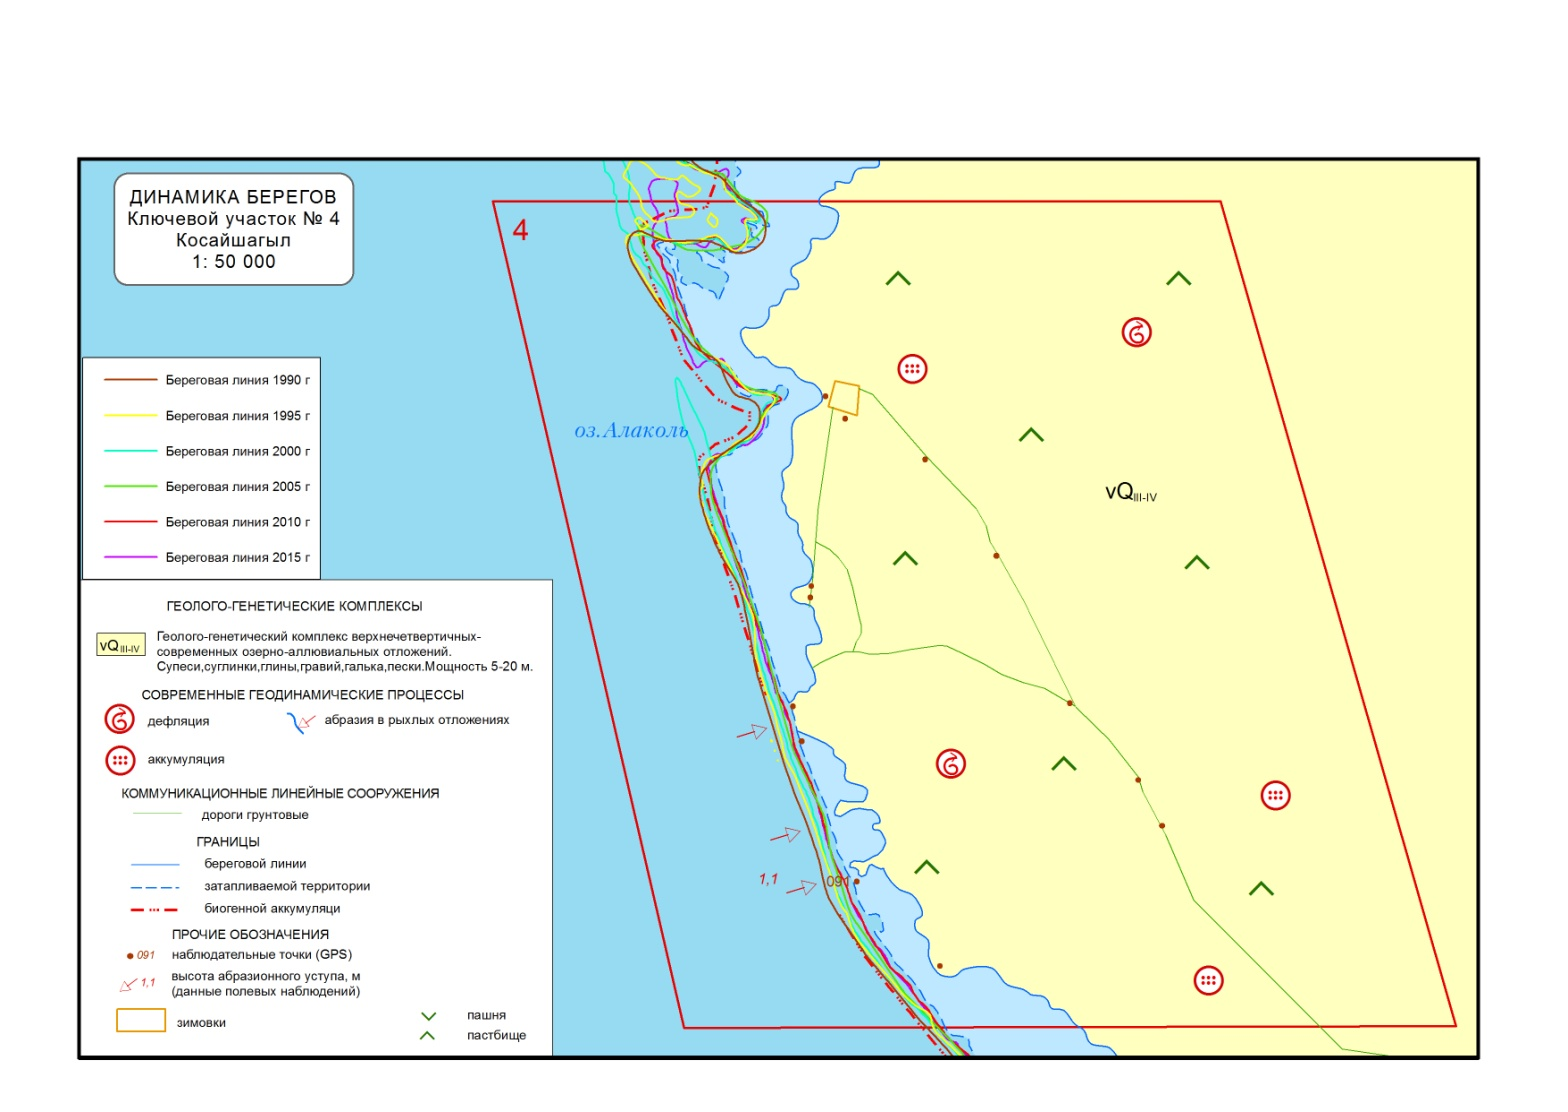 ДИНАМИКА БЕРЕГОВ
Ключевой участок № 4
Косайшагыл
1: 50 000
4
оз.Алаколь
vQIII-IV
1,1
091
Береговая линия 1990 г
Береговая линия 1995 г
Береговая линия 2000 г
Береговая линия 2005 г
Береговая линия 2010 г
Береговая линия 2015 г
ГЕОЛОГО-ГЕНЕТИЧЕСКИЕ КОМПЛЕКСЫ
vQIII-IV
Геолого-генетический комплекс верхнечетвертичных-
современных озерно-аллювиальных отложений.
Супеси,суглинки,глины,гравий,галька,пески.Мощность 5-20 м.
СОВРЕМЕННЫЕ ГЕОДИНАМИЧЕСКИЕ ПРОЦЕССЫ
дефляция
абразия в рыхлых отложениях
аккумуляция
КОММУНИКАЦИОННЫЕ ЛИНЕЙНЫЕ СООРУЖЕНИЯ
дороги грунтовые
ГРАНИЦЫ
береговой линии
затапливаемой территории
биогенной аккумуляци
ПРОЧИЕ ОБОЗНАЧЕНИЯ
091 наблюдательные точки (GPS)
1,1 высота абразионного уступа, м
(данные полевых наблюдений)
зимовки
пашня
пастбище